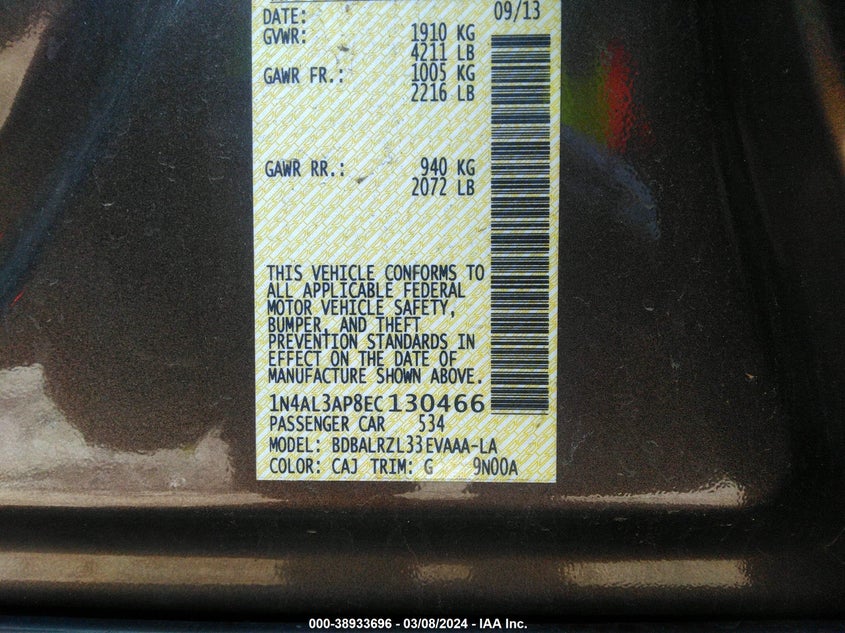 DATE: 09/13
GVWR: 1910 KG
4211 LB
GAWR FR.: 1005 KG
2216 LB
GAWR RR.: 940 KG
2072 LB
THIS VEHICLE CONFORMS TO
ALL APPLICABLE FEDERAL
MOTOR VEHICLE SAFETY,
BUMPER, AND THEFT
PREVENTION STANDARDS IN
EFFECT ON THE DATE OF
MANUFACTURE SHOWN ABOVE.
1N4AL3AP8EC130466
PASSENGER CAR 534
MODEL: BDBALRZL33EVAAA-LA
COLOR: CAJ TRIM: G 9N00A
000-38933696 - 03/08/2024 - IAA Inc.